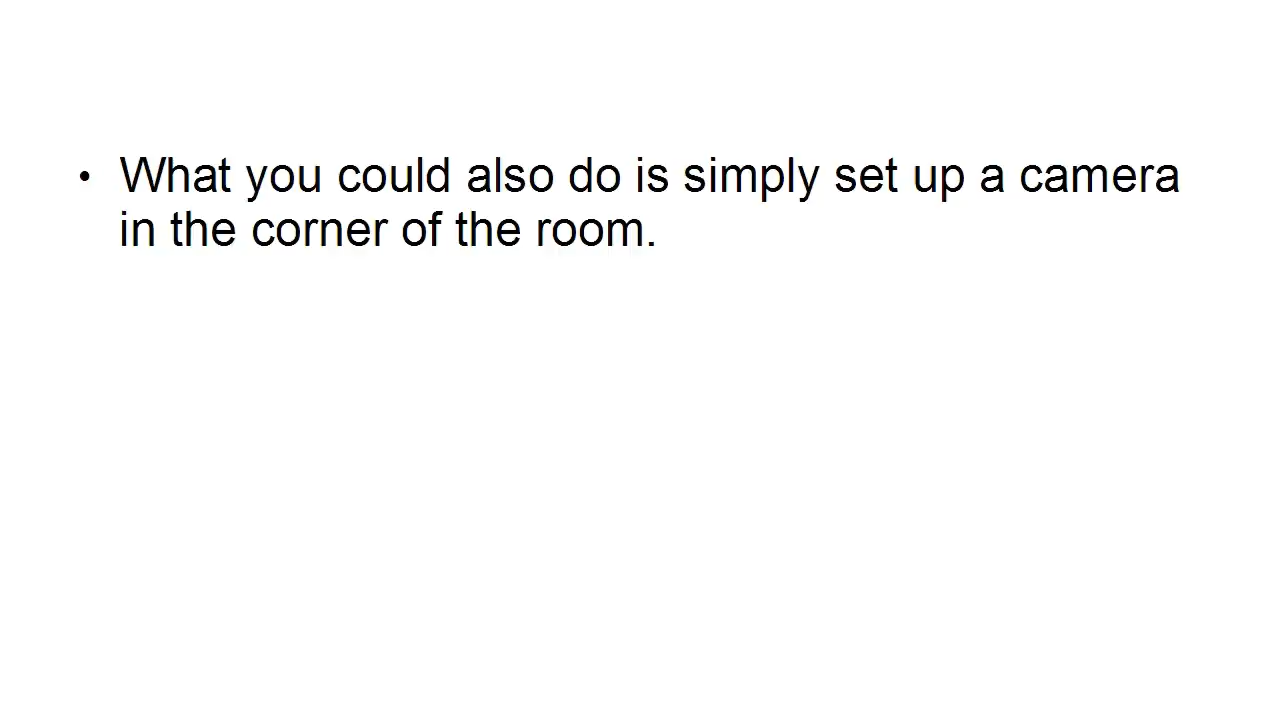 • What you could also do is simply set up a camera
in the corner of the room.